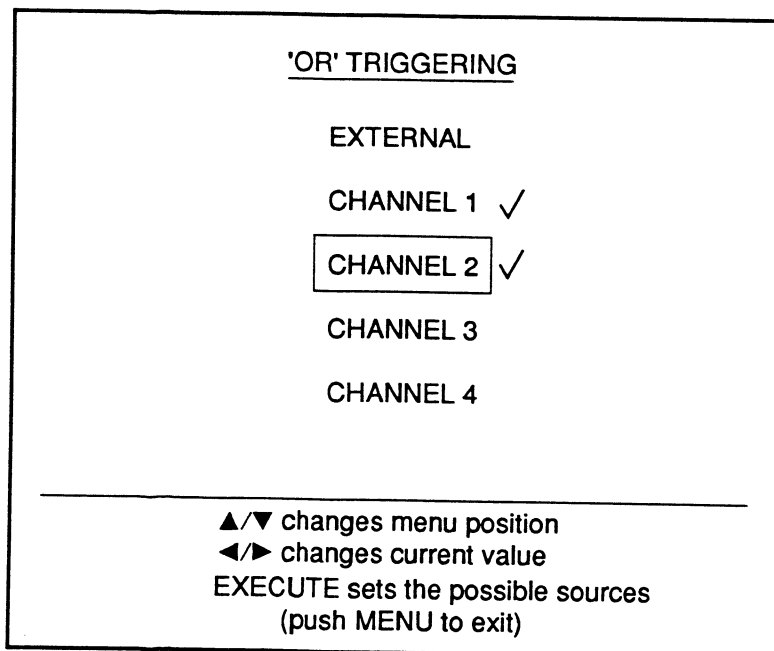 'OR' TRIGGERING
EXTERNAL
CHANNEL 1 ✓
CHANNEL 2 ✓
CHANNEL 3
CHANNEL 4
▲/▼ changes menu position
◄/► changes current value
EXECUTE sets the possible sources
(push MENU to exit)